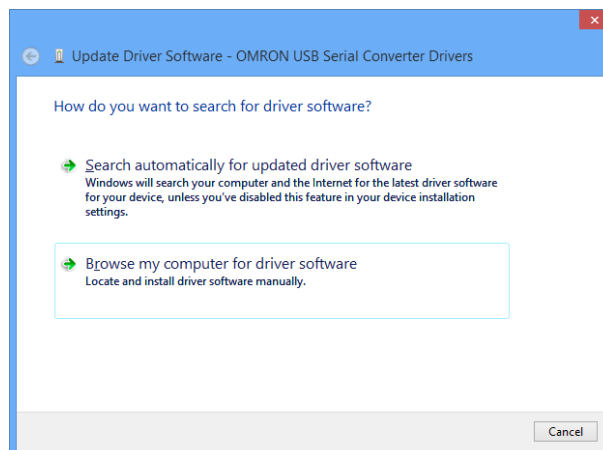 Update Driver Software - OMRON USB Serial Converter Drivers
How do you want to search for driver software?
Search automatically for updated driver software
Windows will search your computer and the Internet for the latest driver software
for your device, unless you've disabled this feature in your device installation
settings.
Browse my computer for driver software
Locate and install driver software manually.
Cancel